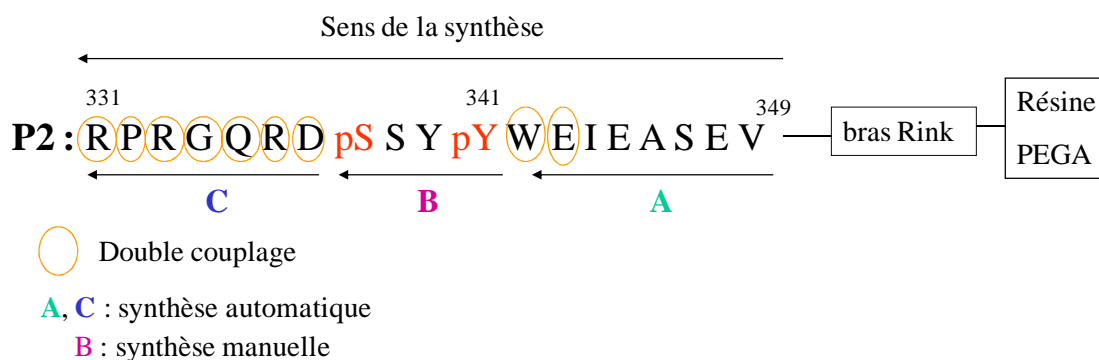 Sens de la synthèse
331 341 349
P2 : R P R G Q R D pS S Y pY W E I E A S E V bras Rink Résine PEGA
C B A
Double couplage
A, C : synthèse automatique
B : synthèse manuelle